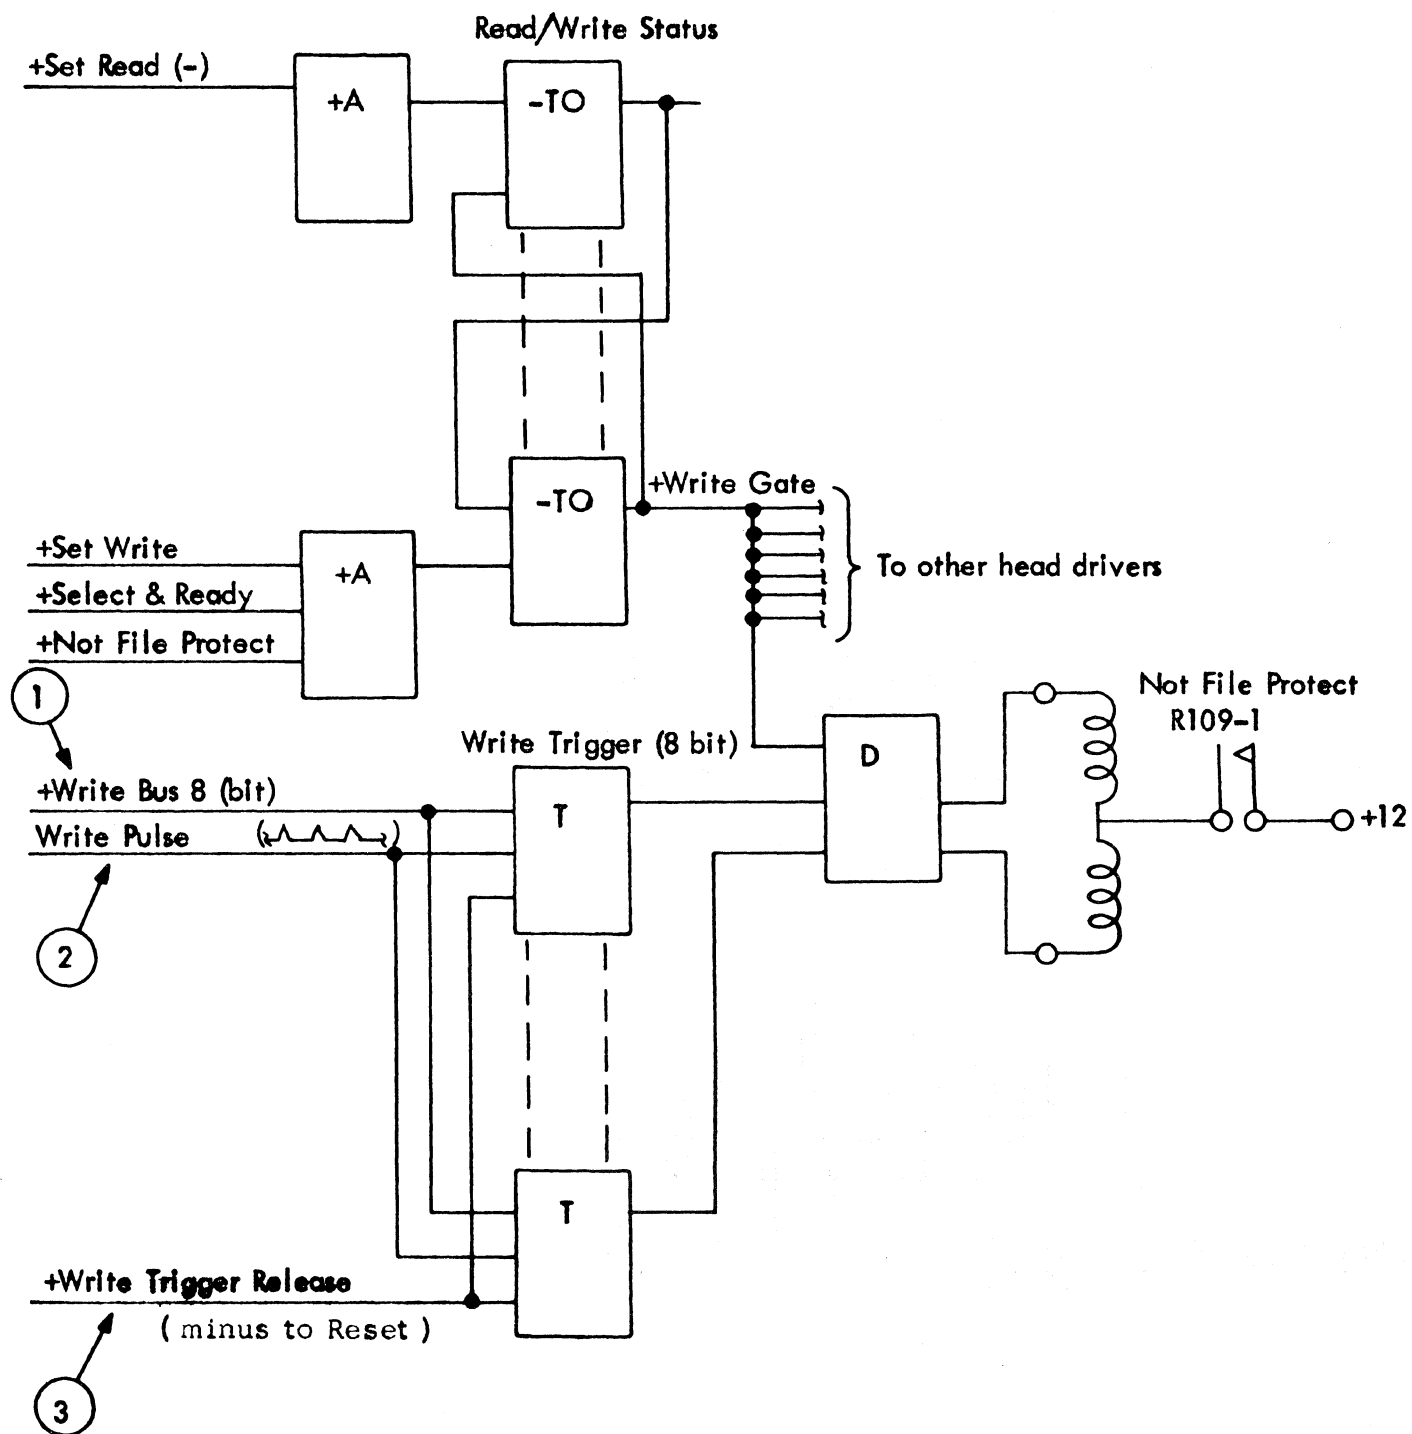 Read/Write Status
+Set Read (-)
+A
-TO
-TO
+Write Gate
+Set Write
+A
+Select & Ready
To other head drivers
+Not File Protect
1
Not File Protect
R109-1
Write Trigger (8 bit)
D
+Write Bus 8 (bit)
T
Write Pulse
+12
2
T
+Write Trigger Release
(minus to Reset)
3